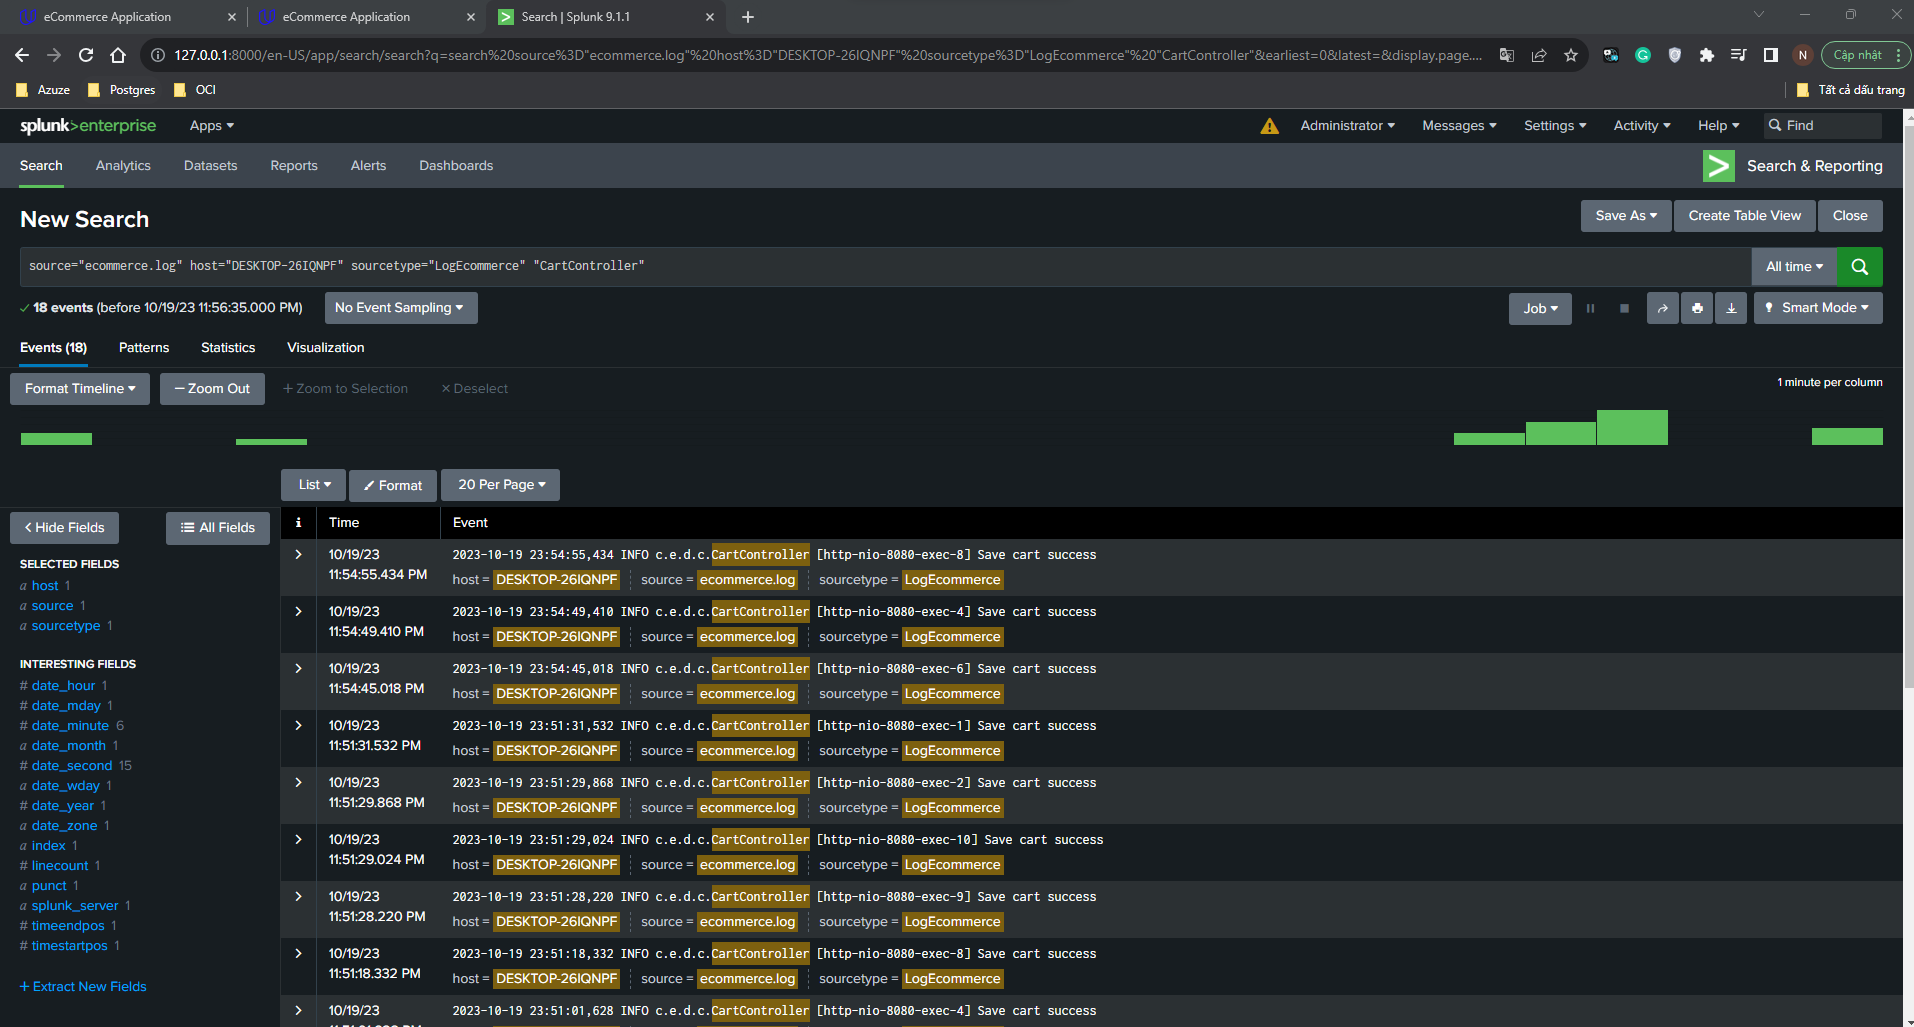 eCommerce Application
eCommerce Application
Search | Splunk 9.1.1
127.0.0.1:8000/en-US/app/search/search?q=search%20source%3D"ecommerce.log"%20host%3D"DESKTOP-26IQNPF"%20sourcetype%3D"LogEcommerce"%20"CartController"&earliest=0&latest=&display.page....
N
Cập nhật
Azuze
Postgres
OCI
Tất cả dấu trang
splunk>enterprise
Apps
Administrator
Messages
Settings
Activity
Help
Find
Search
Analytics
Datasets
Reports
Alerts
Dashboards
Search & Reporting
New Search
Save As
Create Table View
Close
source="ecommerce.log" host="DESKTOP-26IQNPF" sourcetype="LogEcommerce" "CartController"
All time
18 events (before 10/19/23 11:56:35.000 PM)
No Event Sampling
Job
Smart Mode
Events (18)
Patterns
Statistics
Visualization
Format Timeline
— Zoom Out
+ Zoom to Selection
× Deselect
1 minute per column
List
Format
20 Per Page
< Hide Fields
All Fields
i
Time
Event
SELECTED FIELDS
a host 1
a source 1
a sourcetype 1
INTERESTING FIELDS
# date_hour 1
# date_mday 1
# date_minute 6
a date_month 1
# date_second 15
a date_wday 1
# date_year 1
a date_zone 1
a index 1
# linecount 1
a punct 1
a splunk_server 1
# timeendpos 1
# timestartpos 1
+ Extract New Fields
10/19/23
11:54:55.434 PM
2023-10-19 23:54:55,434 INFO c.e.d.c.CartController [http-nio-8080-exec-8] Save cart success
host = DESKTOP-26IQNPF source = ecommerce.log sourcetype = LogEcommerce
10/19/23
11:54:49.410 PM
2023-10-19 23:54:49,410 INFO c.e.d.c.CartController [http-nio-8080-exec-4] Save cart success
host = DESKTOP-26IQNPF source = ecommerce.log sourcetype = LogEcommerce
10/19/23
11:54:45.018 PM
2023-10-19 23:54:45,018 INFO c.e.d.c.CartController [http-nio-8080-exec-6] Save cart success
host = DESKTOP-26IQNPF source = ecommerce.log sourcetype = LogEcommerce
10/19/23
11:51:31.532 PM
2023-10-19 23:51:31,532 INFO c.e.d.c.CartController [http-nio-8080-exec-1] Save cart success
host = DESKTOP-26IQNPF source = ecommerce.log sourcetype = LogEcommerce
10/19/23
11:51:29.868 PM
2023-10-19 23:51:29,868 INFO c.e.d.c.CartController [http-nio-8080-exec-2] Save cart success
host = DESKTOP-26IQNPF source = ecommerce.log sourcetype = LogEcommerce
10/19/23
11:51:29.024 PM
2023-10-19 23:51:29,024 INFO c.e.d.c.CartController [http-nio-8080-exec-10] Save cart success
host = DESKTOP-26IQNPF source = ecommerce.log sourcetype = LogEcommerce
10/19/23
11:51:28.220 PM
2023-10-19 23:51:28,220 INFO c.e.d.c.CartController [http-nio-8080-exec-9] Save cart success
host = DESKTOP-26IQNPF source = ecommerce.log sourcetype = LogEcommerce
10/19/23
11:51:18.332 PM
2023-10-19 23:51:18,332 INFO c.e.d.c.CartController [http-nio-8080-exec-8] Save cart success
host = DESKTOP-26IQNPF source = ecommerce.log sourcetype = LogEcommerce
10/19/23
2023-10-19 23:51:01,628 INFO c.e.d.c.CartController [http-nio-8080-exec-4] Save cart success